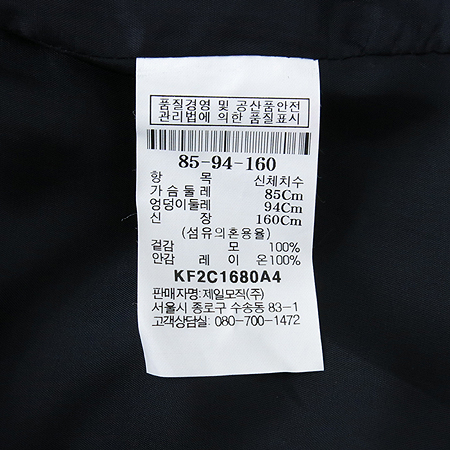 품질경영 및 공산품안전
관리법에 의한 품질표시
85-94-160
항 목 신체치수
가 슴 둘 레 85Cm
엉덩이둘레 94Cm
신 장 160Cm
(섬유의혼용율)
겉감 모 100%
안감 레 이 온100%
KF2C1680A4
판매자명: 제일모직(주)
서울시 종로구 수송동 83-1
고객상담실: 080-700-1472